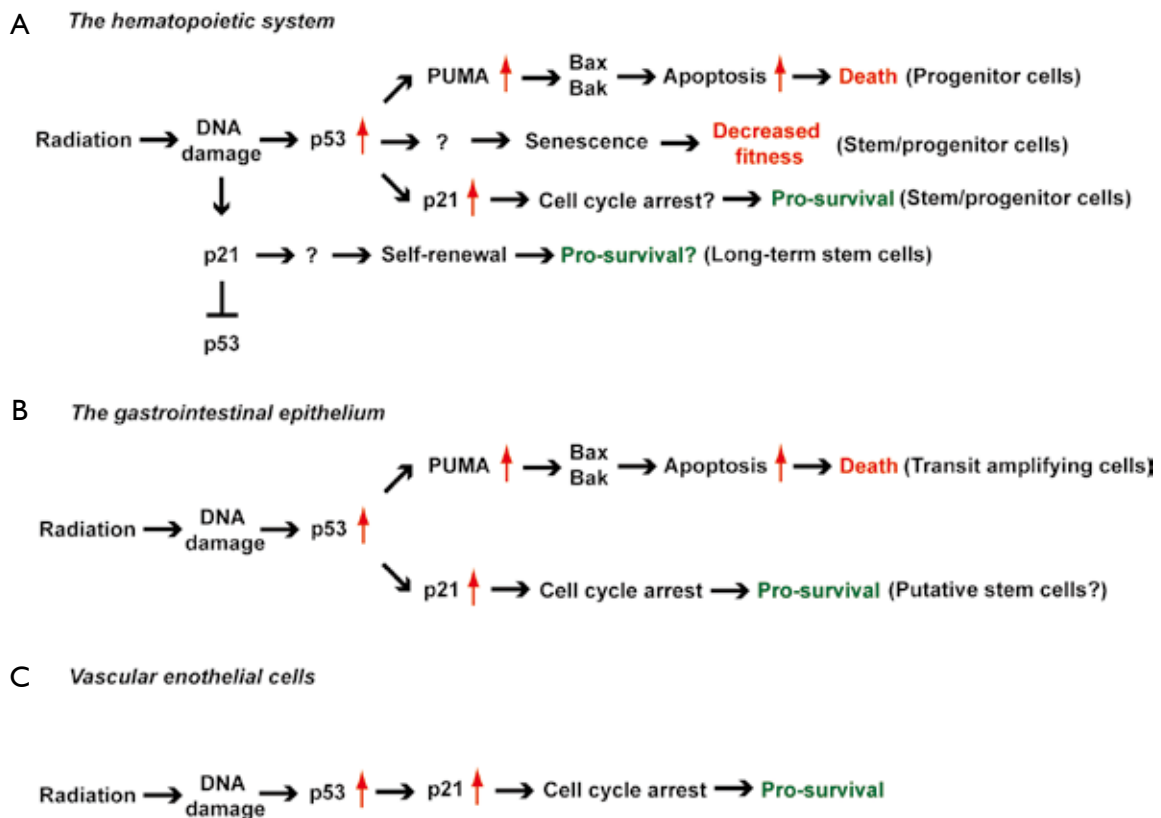 A The hematopoietic system
PUMA Bax Bak Apoptosis Death (Progenitor cells)
Radiation DNA damage p53 ? Senescence Decreased fitness (Stem/progenitor cells)
p21 Cell cycle arrest? Pro-survival (Stem/progenitor cells)
p21 ? Self-renewal Pro-survival? (Long-term stem cells)
p53
B The gastrointestinal epithelium
PUMA Bax Bak Apoptosis Death (Transit amplifying cells)
Radiation DNA damage p53
p21 Cell cycle arrest Pro-survival (Putative stem cells?)
C Vascular enothelial cells
Radiation DNA damage p53 p21 Cell cycle arrest Pro-survival